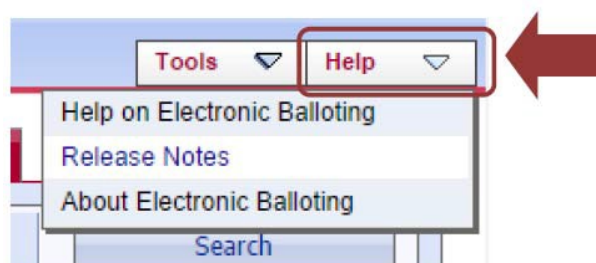 Tools Help
Help on Electronic Balloting
Release Notes
About Electronic Balloting
Search